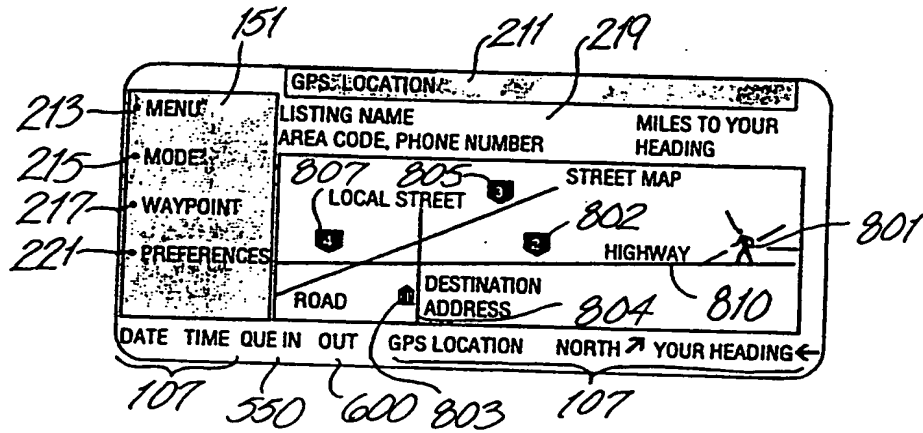 151
211
219
GPS LOCATION
213
MENU
LISTING NAME
MILES TO YOUR
AREA CODE, PHONE NUMBER
HEADING
215
MODE
807
805
3
STREET MAP
217
WAYPOINT
LOCAL STREET
802
4
2
801
221
PREFERENCES
HIGHWAY
DESTINATION
ROAD
1
ADDRESS
804
810
DATE TIME QUE IN OUT GPS LOCATION NORTH YOUR HEADING
107
550
600
803
107